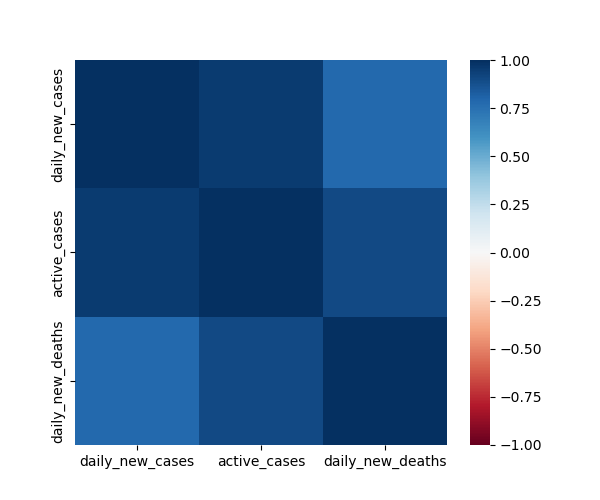 daily_new_cases
active_cases
daily_new_deaths
daily_new_cases
active_cases
daily_new_deaths
1.00
0.75
0.50
0.25
0.00
−0.25
−0.50
−0.75
−1.00